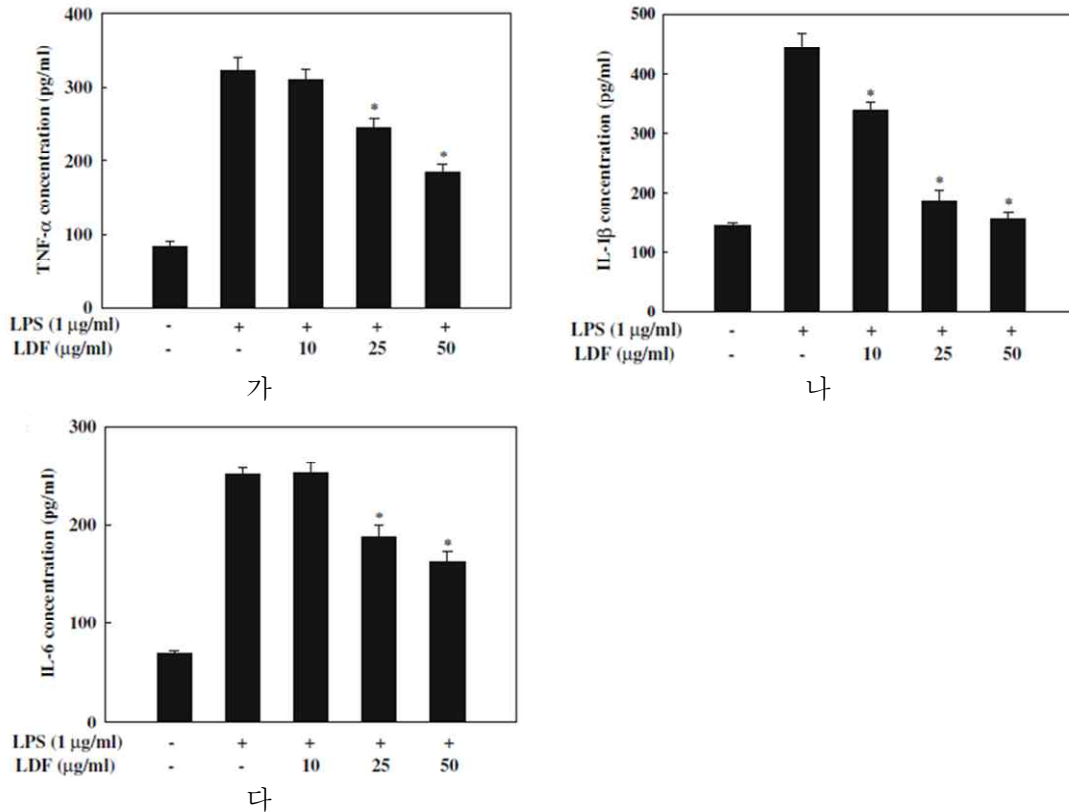 400
300
200
100
0
TNF-α concentration (pg/ml)
*
*
LPS (1 μg/ml) - + + + +
LDF (μg/ml) - - 10 25 50
가
500
400
300
200
100
0
IL-Iβ concentration (pg/ml)
*
*
*
LPS (1 μg/ml) - + + + +
LDF (μg/ml) - - 10 25 50
나
300
200
100
0
IL-6 concentration (pg/ml)
*
*
LPS (1 μg/ml) - + + + +
LDF (μg/ml) - - 10 25 50
다